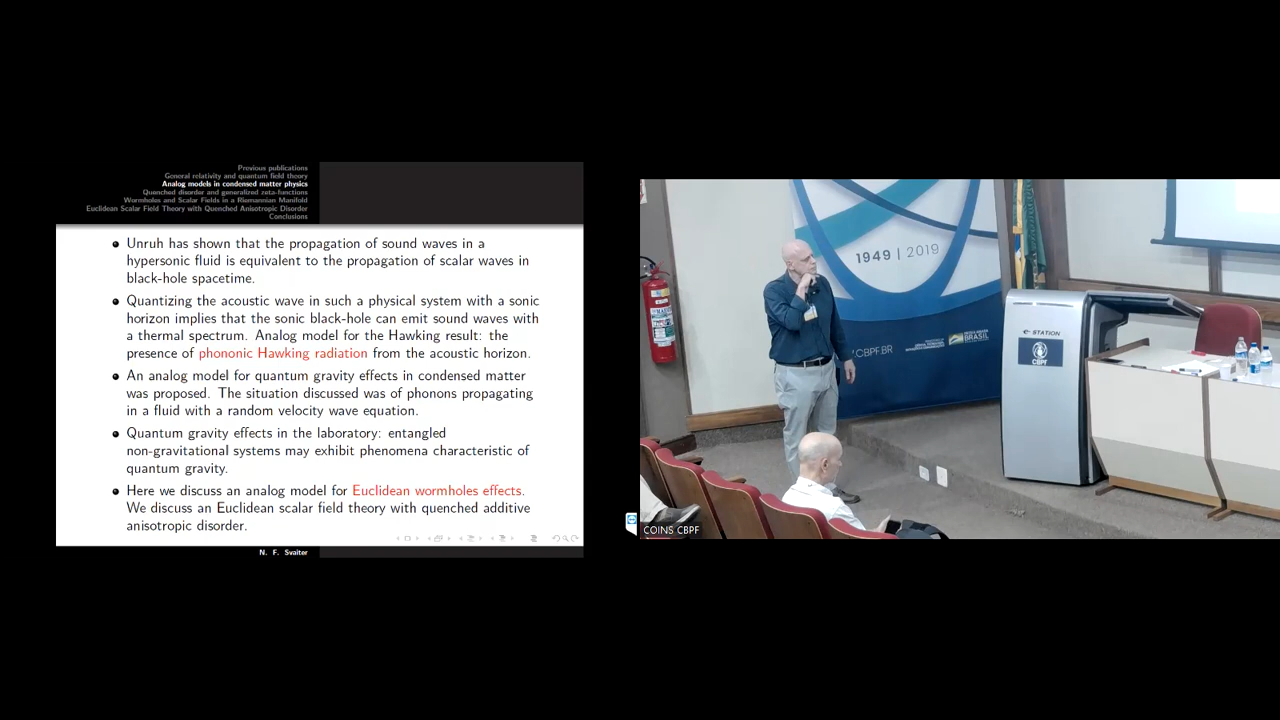 Previous publications
General relativity and quantum field theory
Analog models in condensed matter physics
Quenched disorder and generalized zeta-functions
Wormholes and Scalar Fields in a Riemannian Manifold
Euclidean Scalar Field Theory with Quenched Anisotropic Disorder
Conclusions
Unruh has shown that the propagation of sound waves in a
hypersonic fluid is equivalent to the propagation of scalar waves in
black-hole spacetime.
Quantizing the acoustic wave in such a physical system with a sonic
horizon implies that the sonic black-hole can emit sound waves with
a thermal spectrum. Analog model for the Hawking result: the
presence of phononic Hawking radiation from the acoustic horizon.
An analog model for quantum gravity effects in condensed matter
was proposed. The situation discussed was of phonons propagating
in a fluid with a random velocity wave equation.
Quantum gravity effects in the laboratory: entangled
non-gravitational systems may exhibit phenomena characteristic of
quantum gravity.
Here we discuss an analog model for Euclidean wormholes effects.
We discuss an Euclidean scalar field theory with quenched additive
anisotropic disorder.
N. F. Svaiter
1949 | 2019
CBPF.BR
BRASIL
STATION
CBPF
COINS CBPF